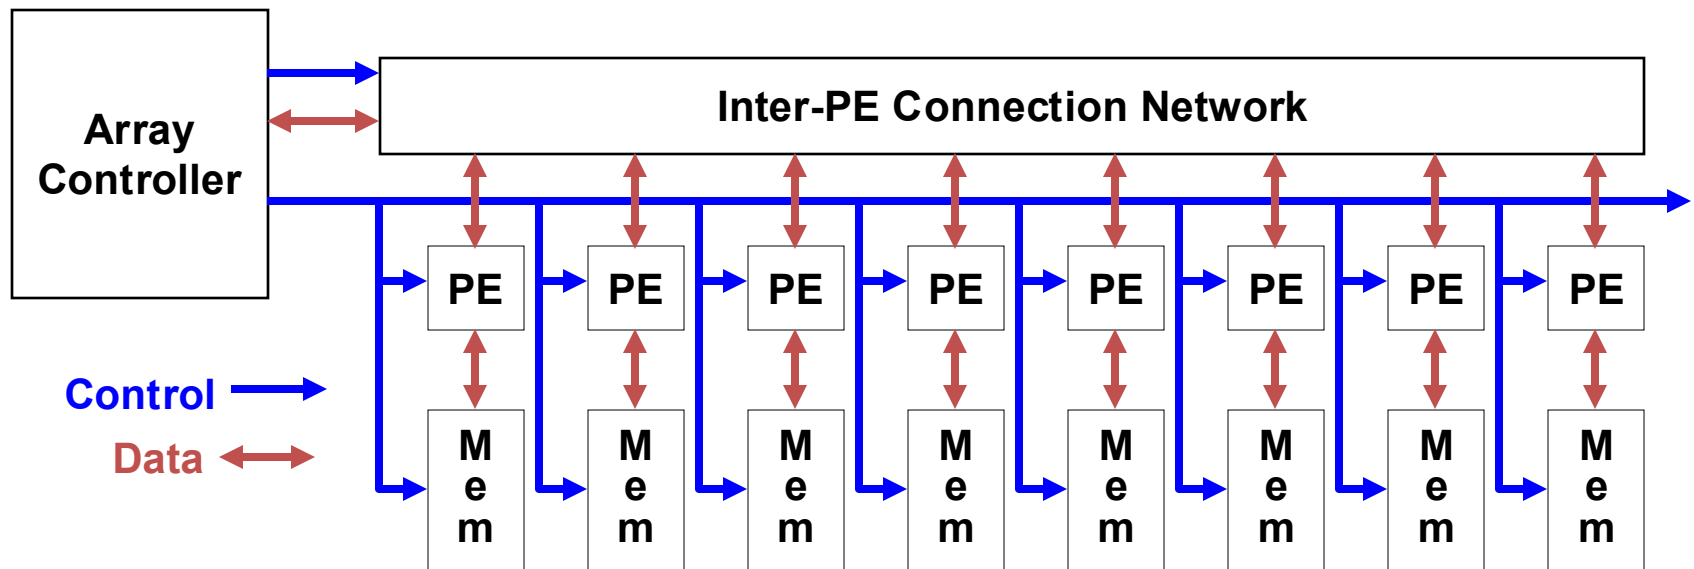 Array
Controller
Inter-PE Connection Network
PE PE PE PE PE PE PE PE
Control
Data
M M M M M M M M
e e e e e e e e
m m m m m m m m